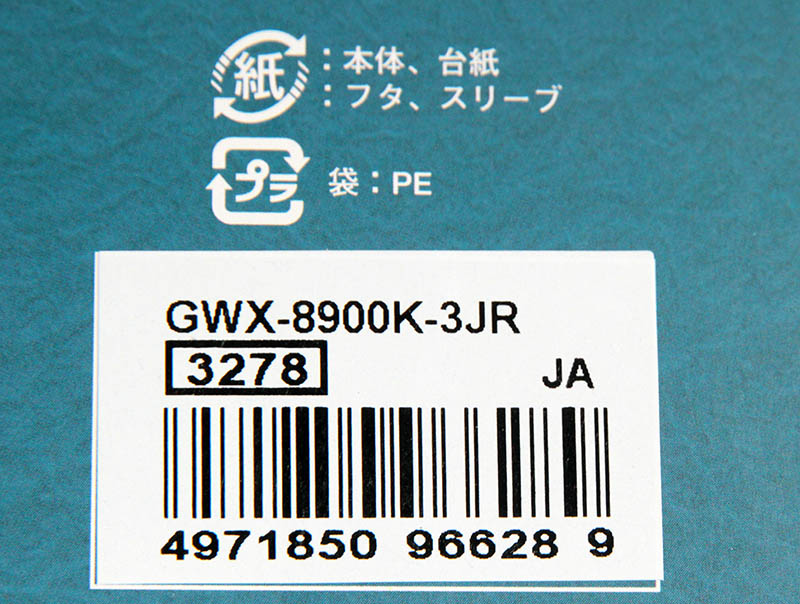 紙：本体、台紙
：フタ、スリーブ
プラ 袋：PE
GWX-8900K-3JR
3278 JA
4971850 96628 9